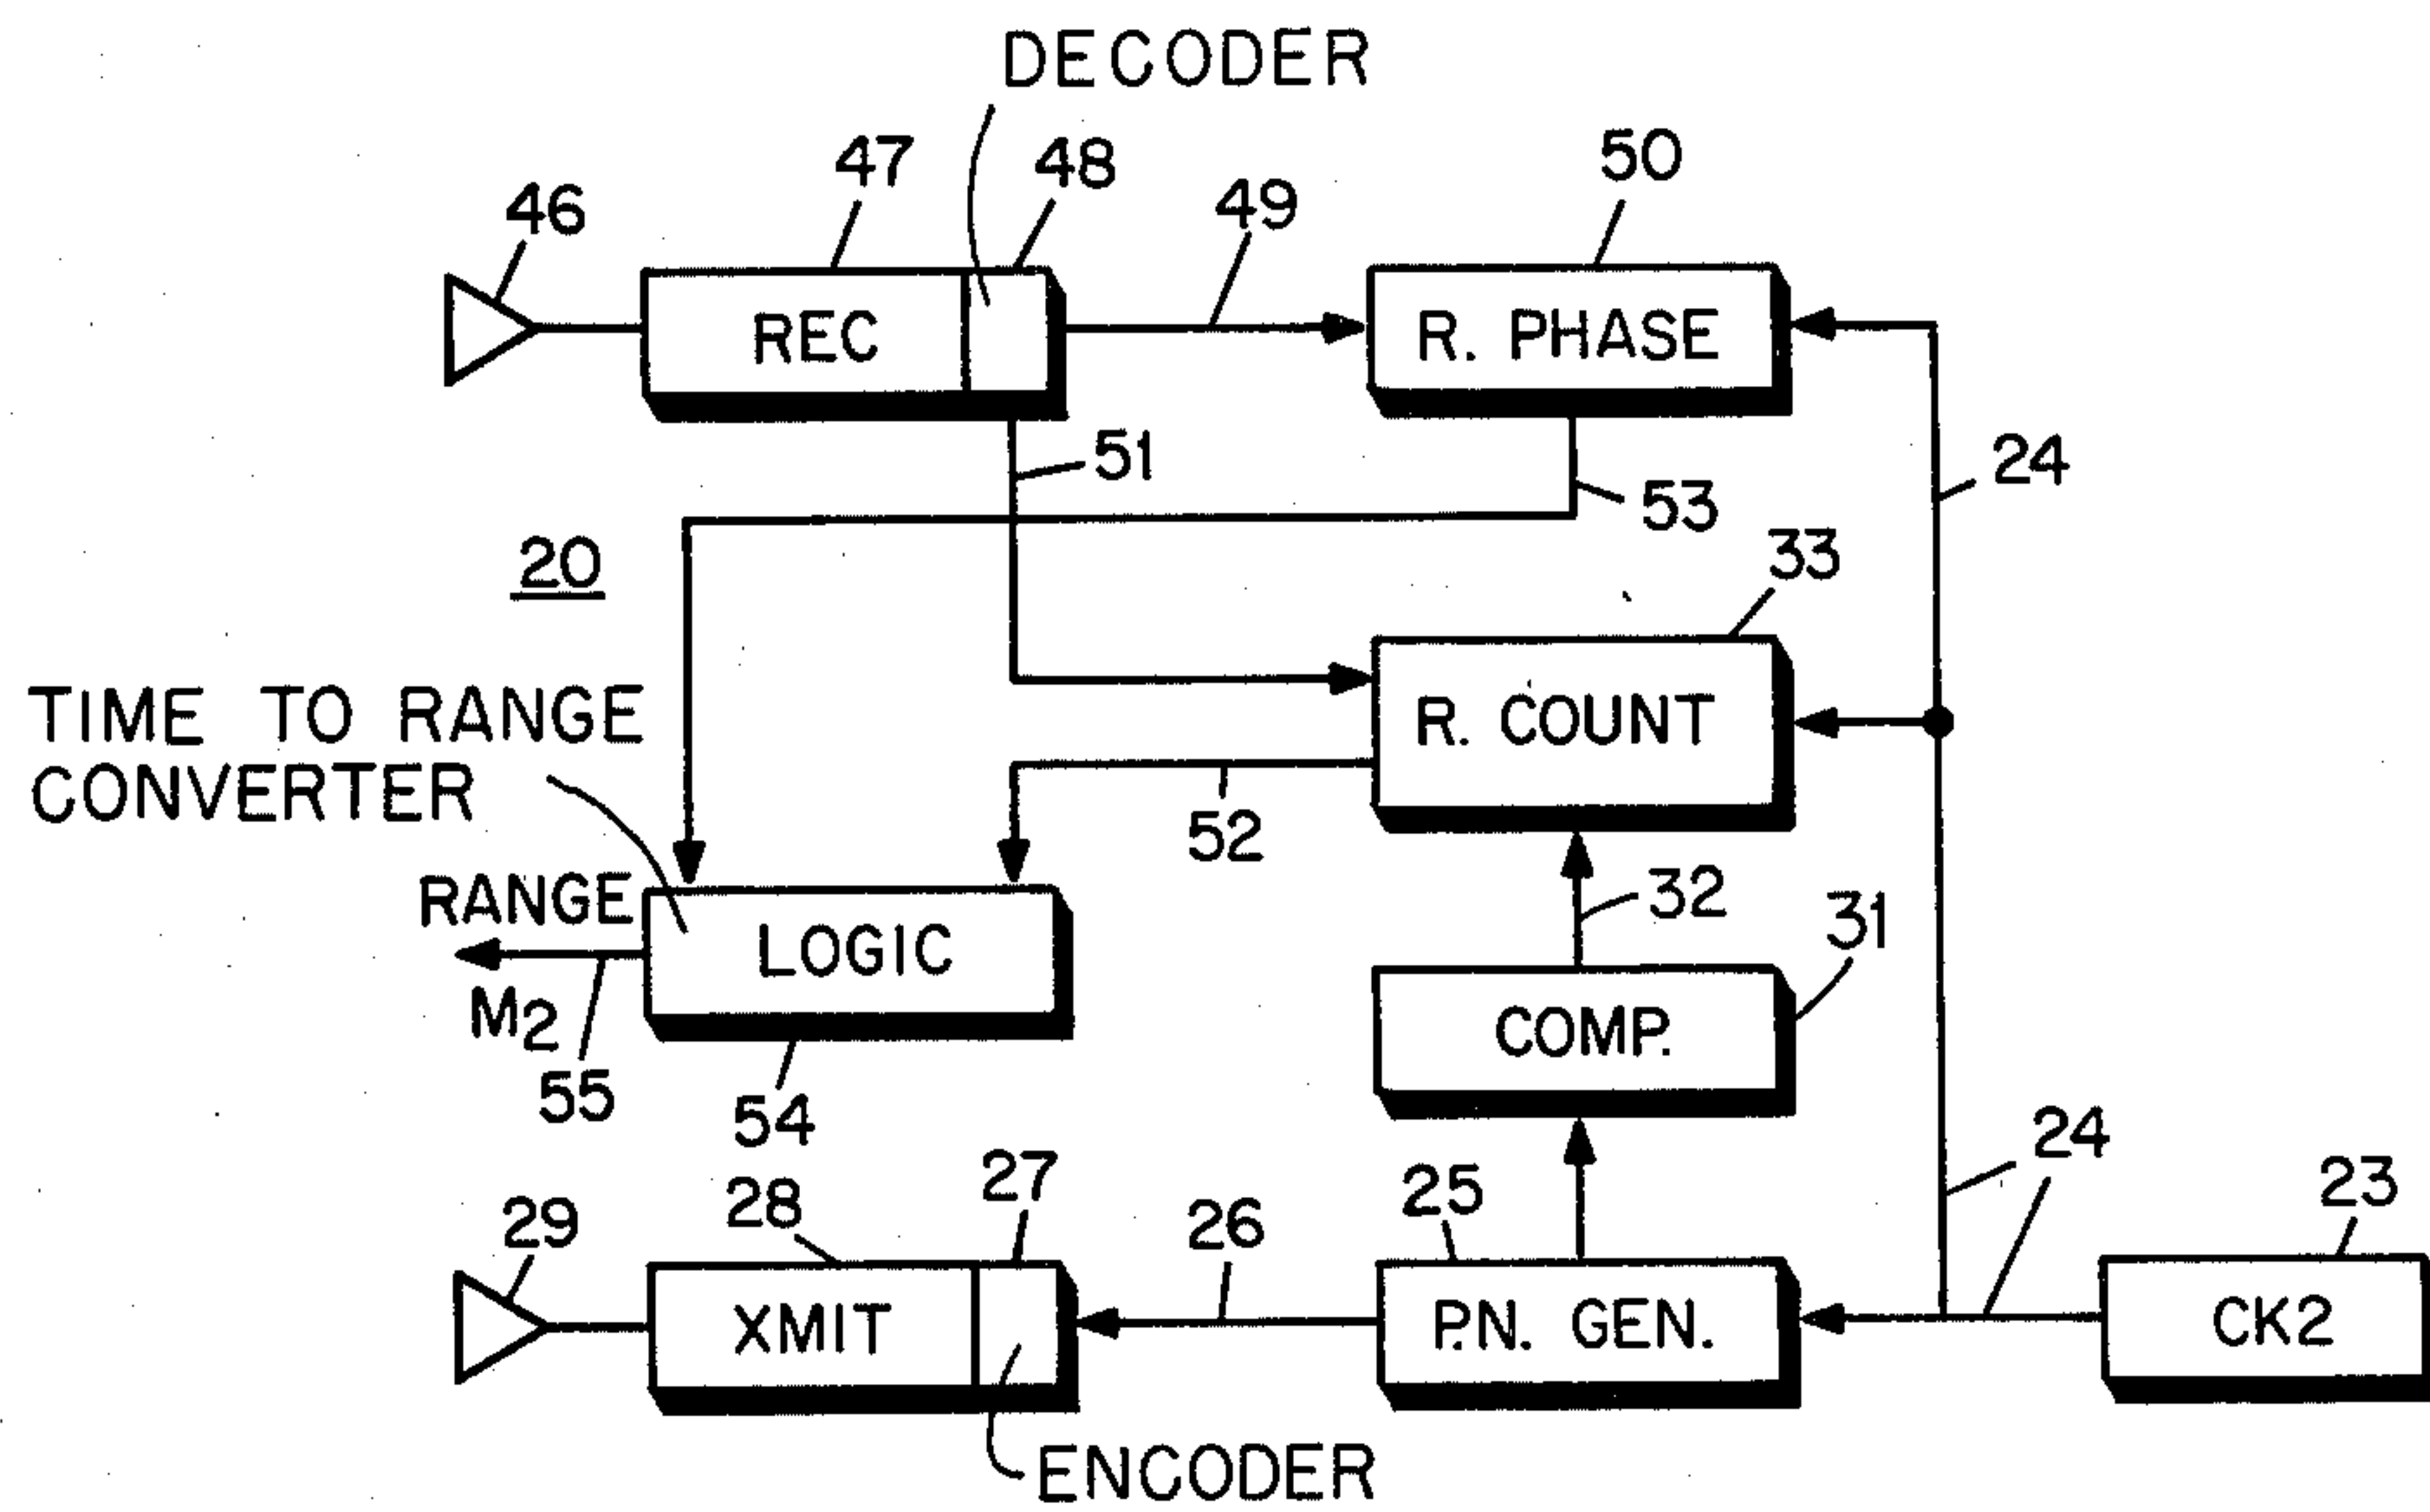 DECODER
47
48
50
46
49
REC
R. PHASE
51
53
24
20
33
TIME TO RANGE
CONVERTER
R. COUNT
52
RANGE
32
31
LOGIC
M2
COMP.
55
54
24
28
27
25
23
29
26
XMIT
P.N. GEN.
CK2
ENCODER